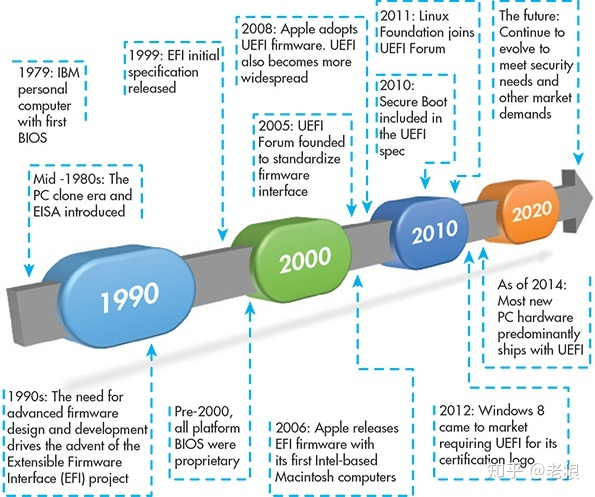 1979: IBM
personal
computer
with first
BIOS
Mid -1980s: The
PC clone era and
EISA introduced
1999: EFI initial
specification
released
2008: Apple adopts
UEFI firmware. UEFI
also becomes more
widespread
2005: UEFI
Forum founded
to standardize
firmware
interface
2011: Linux
Foundation joins
UEFI Forum
2010:
Secure Boot
included in
the UEFI
spec
The future:
Continue to
evolve to
meet security
needs and
other market
demands
1990
2000
2010
2020
1990s: The need for
advanced firmware
design and development
drives the advent of the
Extensible Firmware
Interface (EFI) project
Pre-2000,
all platform
BIOS were
proprietary
2006: Apple releases
EFI firmware with
its first Intel-based
Macintosh computers
As of 2014:
Most new
PC hardware
predominantly
ships with UEFI
2012: Windows 8
came to market
requiring UEFI for its
certification logo
知乎 @老狼